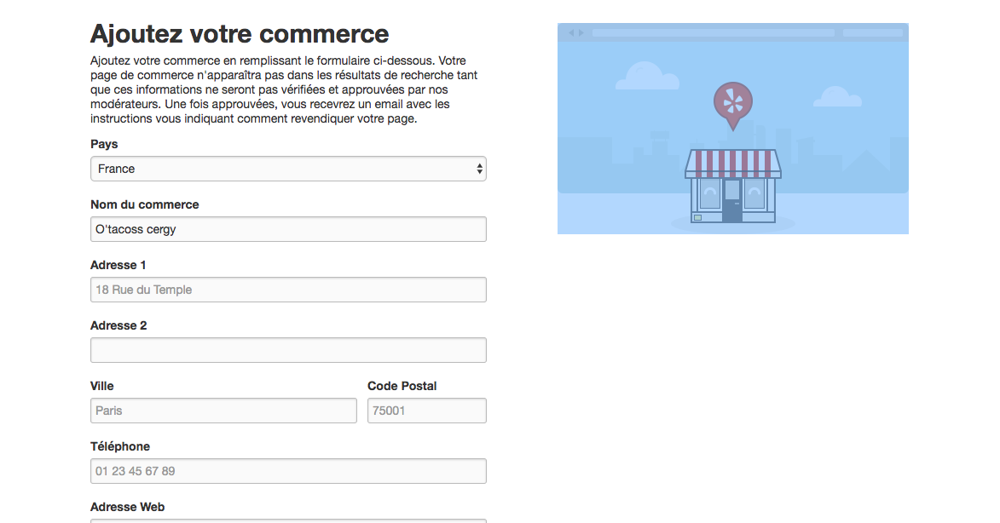 Ajoutez votre commerce
Ajoutez votre commerce en remplissant le formulaire ci-dessous. Votre
page de commerce n'apparaîtra pas dans les résultats de recherche tant
que ces informations ne seront pas vérifiées et approuvées par nos
modérateurs. Une fois approuvées, vous recevrez un email avec les
instructions vous indiquant comment revendiquer votre page.
Pays
France
Nom du commerce
O'tacoss cergy
Adresse 1
18 Rue du Temple
Adresse 2
Ville
Code Postal
Paris
75001
Téléphone
01 23 45 67 89
Adresse Web